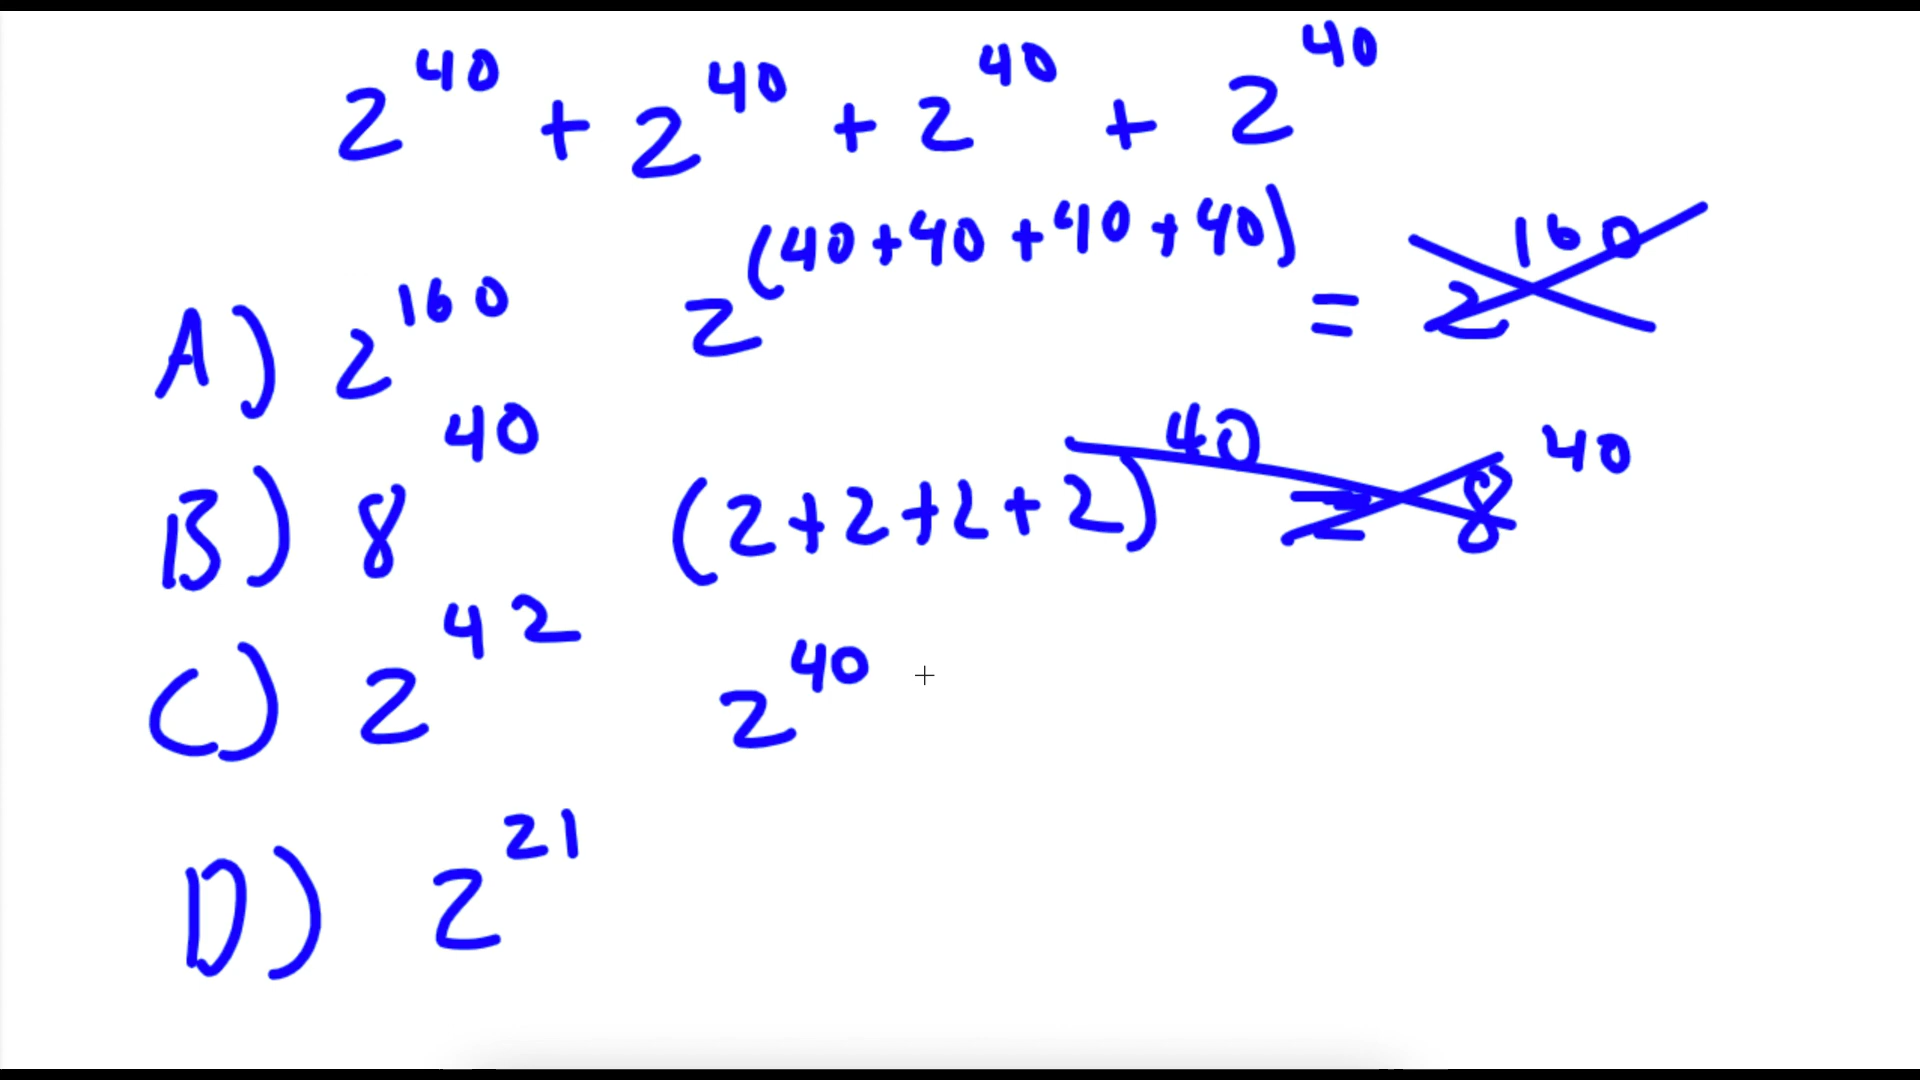 2^40 + 2^40 + 2^40 + 2^40
A) 2^160 2^(40+40+40+40) = 2^160
B) 8^40 (2+2+2+2)^40 = 8^40
C) 2^42 2^40
D) 2^21